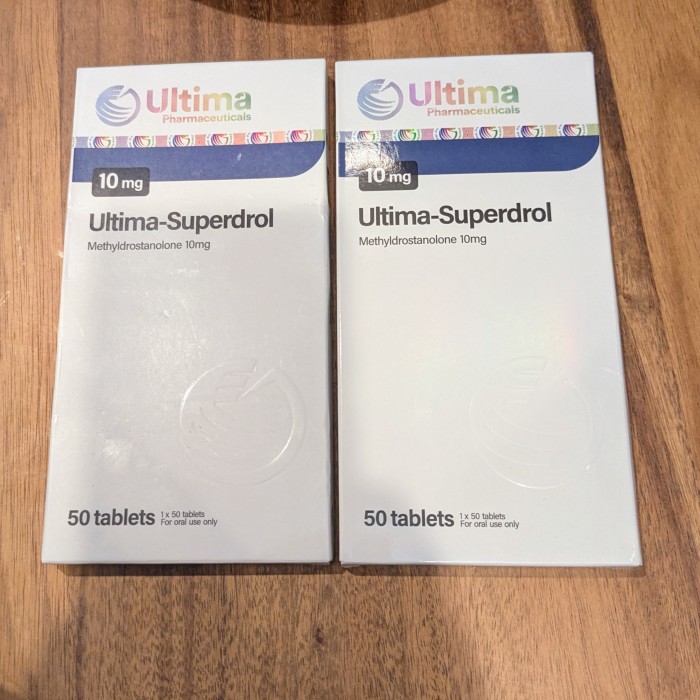 Ultima
Pharmaceuticals
10 mg
Ultima-Superdrol
Methyldrostanolone 10mg
50 tablets
1 x 50 tablets
For oral use only
Ultima
Pharmaceuticals
10 mg
Ultima-Superdrol
Methyldrostanolone 10mg
50 tablets
1 x 50 tablets
For oral use only